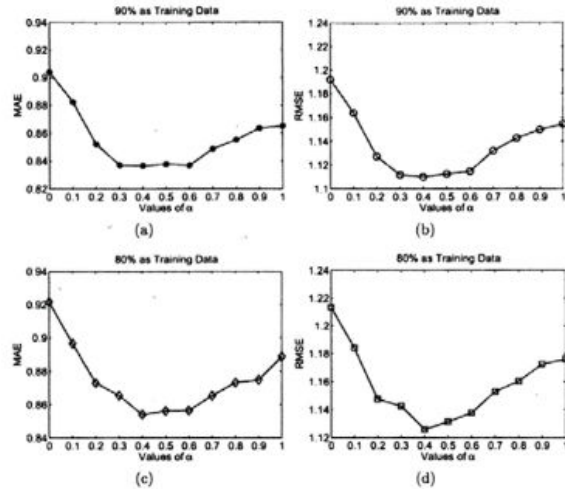 90% as Training Data
0.94
0.92
0.9
0.88
0.86
0.84
0.82
MAE
0 0.1 0.2 0.3 0.4 0.5 0.6 0.7 0.8 0.9 1
Values of α
(a)
90% as Training Data
1.24
1.22
1.2
1.18
1.16
1.14
1.12
1.1
RMSE
0 0.1 0.2 0.3 0.4 0.5 0.6 0.7 0.8 0.9 1
Values of α
(b)
80% as Training Data
0.94
0.92
0.9
0.88
0.86
0.84
MAE
0 0.1 0.2 0.3 0.4 0.5 0.6 0.7 0.8 0.9 1
Values of α
(c)
80% as Training Data
1.24
1.22
1.2
1.18
1.16
1.14
1.12
RMSE
0 0.1 0.2 0.3 0.4 0.5 0.6 0.7 0.8 0.9 1
Values of α
(d)